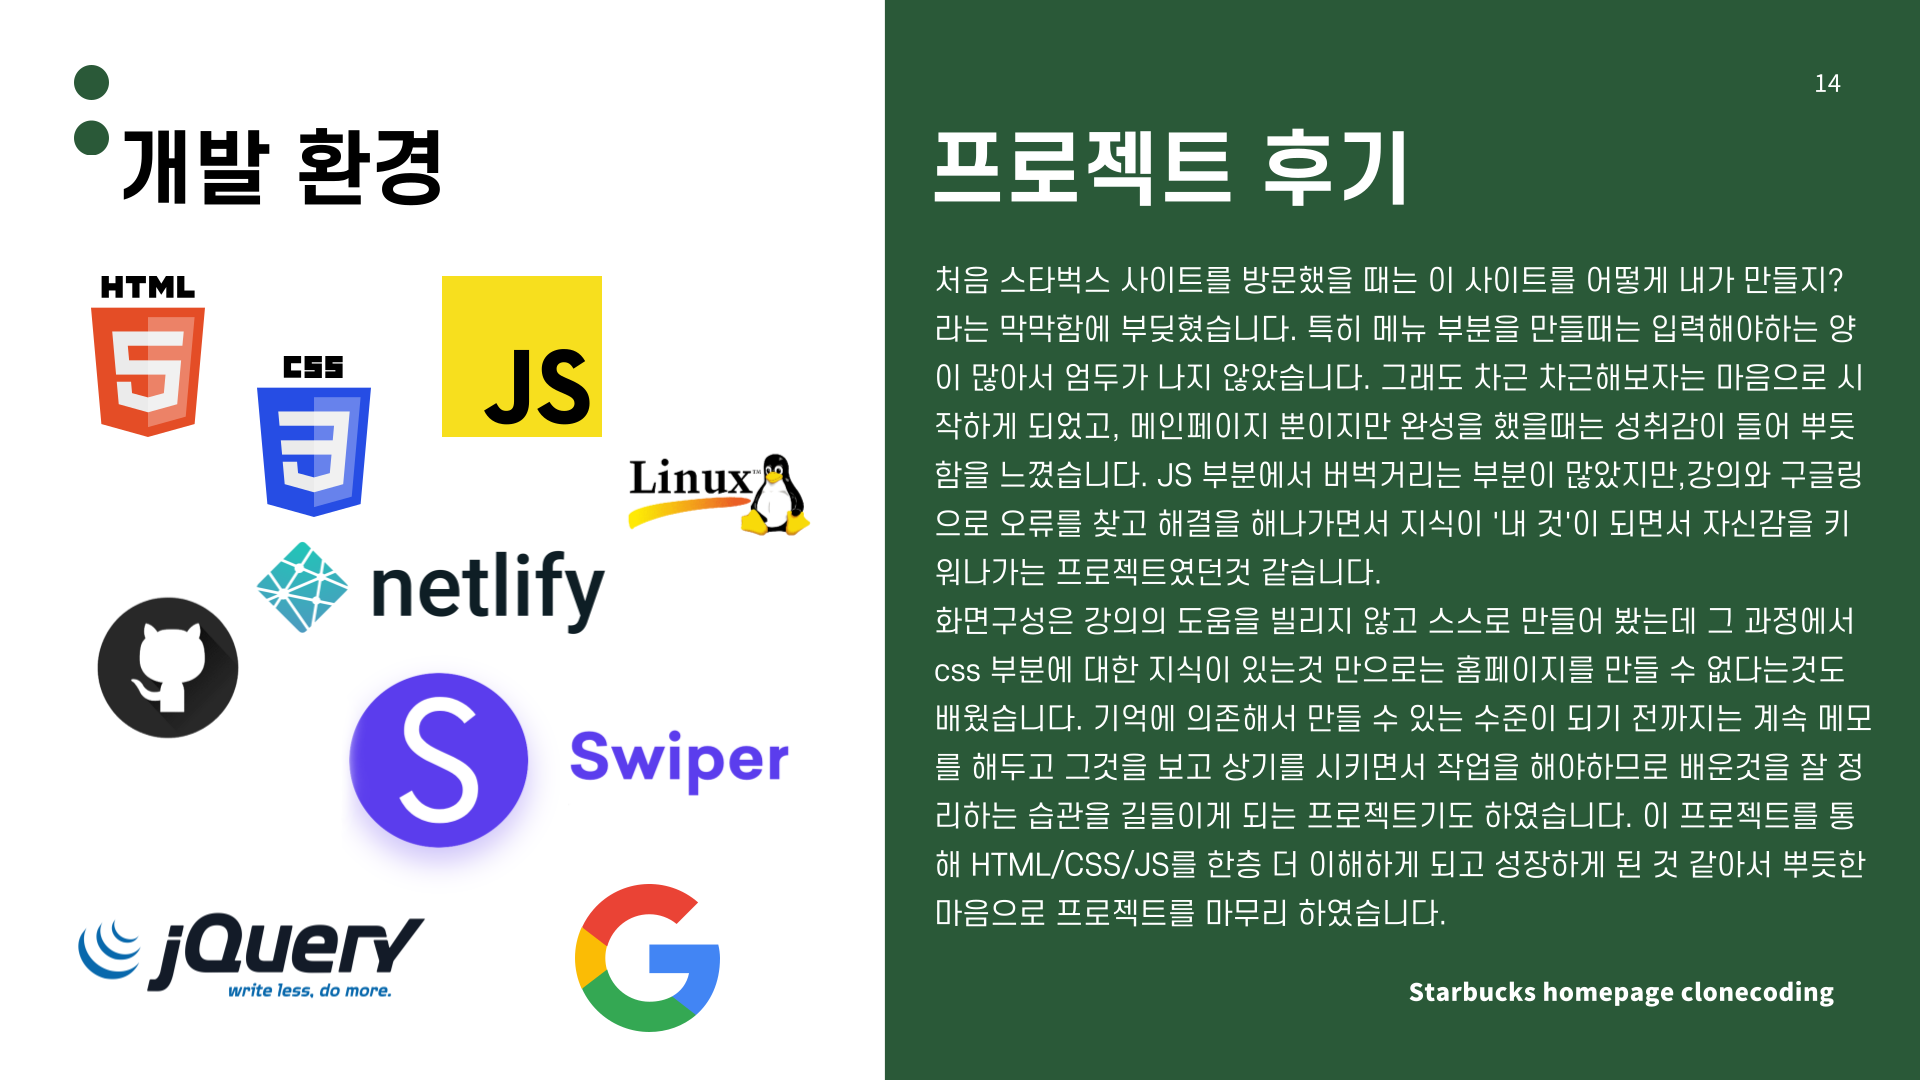 개발 환경
HTML
5
CSS
3
JS
Linux™
netlify
S
Swiper
jQuery
write less, do more.
G
14
프로젝트 후기
처음 스타벅스 사이트를 방문했을 때는 이 사이트를 어떻게 내가 만들지?
라는 막막함에 부딪혔습니다. 특히 메뉴 부분을 만들때는 입력해야하는 양
이 많아서 엄두가 나지 않았습니다. 그래도 차근 차근해보자는 마음으로 시
작하게 되었고, 메인페이지 뿐이지만 완성을 했을때는 성취감이 들어 뿌듯
함을 느꼈습니다. JS 부분에서 버벅거리는 부분이 많았지만,강의와 구글링
으로 오류를 찾고 해결을 해나가면서 지식이 '내 것'이 되면서 자신감을 키
워나가는 프로젝트였던것 같습니다.
화면구성은 강의의 도움을 빌리지 않고 스스로 만들어 봤는데 그 과정에서
css 부분에 대한 지식이 있는것 만으로는 홈페이지를 만들 수 없다는것도
배웠습니다. 기억에 의존해서 만들 수 있는 수준이 되기 전까지는 계속 메모
를 해두고 그것을 보고 상기를 시키면서 작업을 해야하므로 배운것을 잘 정
리하는 습관을 길들이게 되는 프로젝트기도 하였습니다. 이 프로젝트를 통
해 HTML/CSS/JS를 한층 더 이해하게 되고 성장하게 된 것 같아서 뿌듯한
마음으로 프로젝트를 마무리 하였습니다.
Starbucks homepage clonecoding